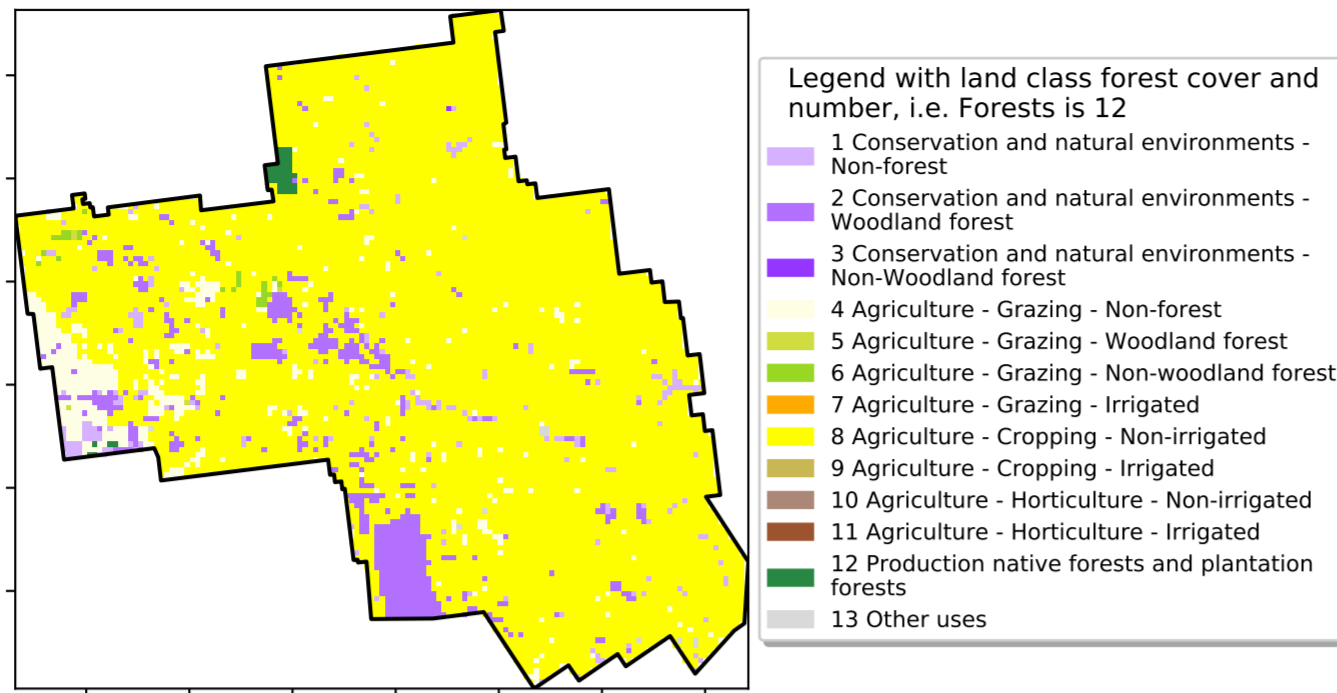 Legend with land class forest cover and
number, i.e. Forests is 12
1 Conservation and natural environments -
Non-forest
2 Conservation and natural environments -
Woodland forest
3 Conservation and natural environments -
Non-Woodland forest
4 Agriculture - Grazing - Non-forest
5 Agriculture - Grazing - Woodland forest
6 Agriculture - Grazing - Non-woodland forest
7 Agriculture - Grazing - Irrigated
8 Agriculture - Cropping - Non-irrigated
9 Agriculture - Cropping - Irrigated
10 Agriculture - Horticulture - Non-irrigated
11 Agriculture - Horticulture - Irrigated
12 Production native forests and plantation
forests
13 Other uses